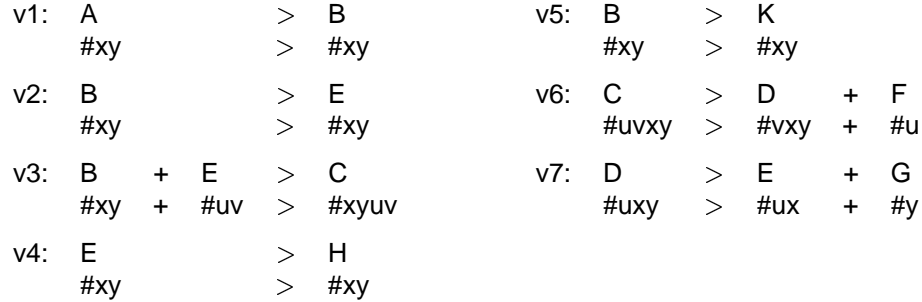 v1: A > B
#xy > #xy
v2: B > E
#xy > #xy
v3: B + E > C
#xy + #uv > #xyuv
v4: E > H
#xy > #xy
v5: B > K
#xy > #xy
v6: C > D + F
#uvxy > #vxy + #u
v7: D > E + G
#uxy > #ux + #y